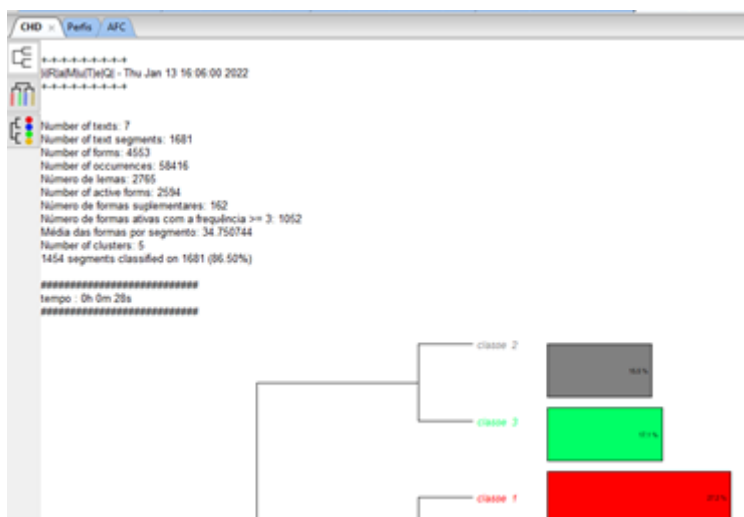 CHD × Perfis AFC
+-+-+-+-+-+-+-+-+-+
|i|R|a|M|u|T|e|Q| - Thu Jan 13 16:06:00 2022
+-+-+-+-+-+-+-+-+-+
Number of texts: 7
Number of text segments: 1681
Number of forms: 4553
Number of occurrences: 58416
Número de lemas: 2765
Number of active forms: 2594
Número de formas suplementares: 162
Número de formas ativas com a frequência >= 3: 1052
Média das formas por segmento: 34.750744
Number of clusters: 5
1454 segments classified on 1681 (86.50%)
###########################
tempo : 0h 0m 28s
###########################
classe 2
classe 3
classe 1